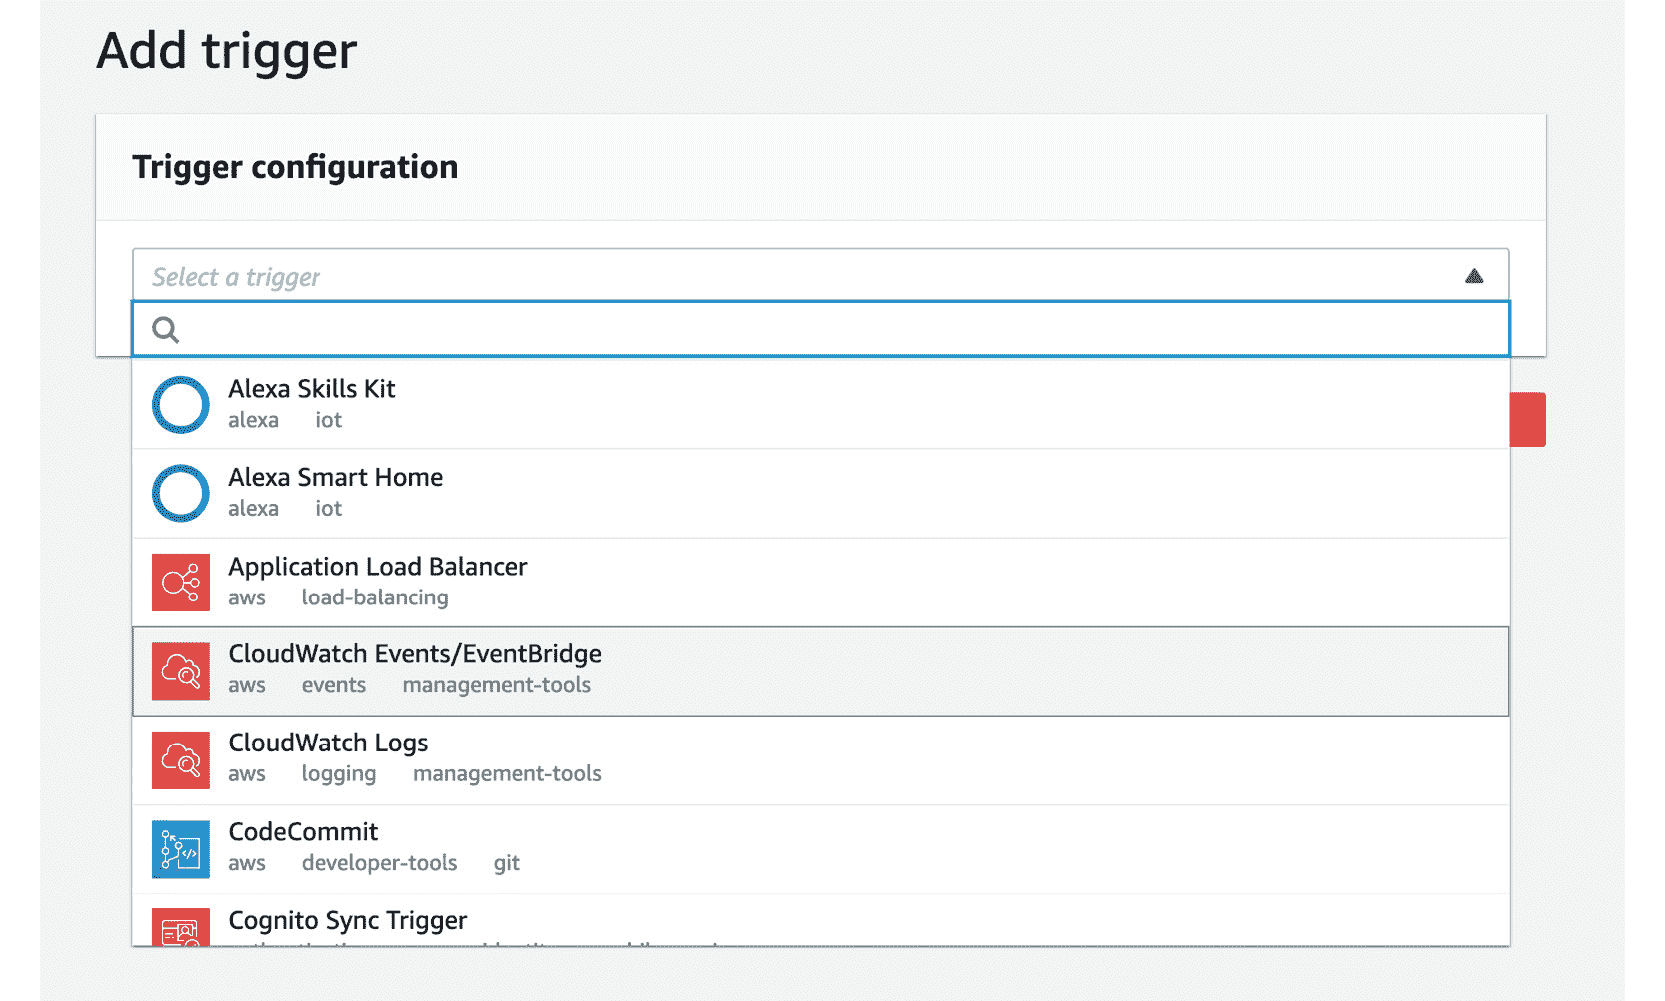 Add trigger
Trigger configuration
Select a trigger
Alexa Skills Kit
alexa iot
Alexa Smart Home
alexa iot
Application Load Balancer
aws load-balancing
CloudWatch Events/EventBridge
aws events management-tools
CloudWatch Logs
aws logging management-tools
CodeCommit
aws developer-tools git
Cognito Sync Trigger